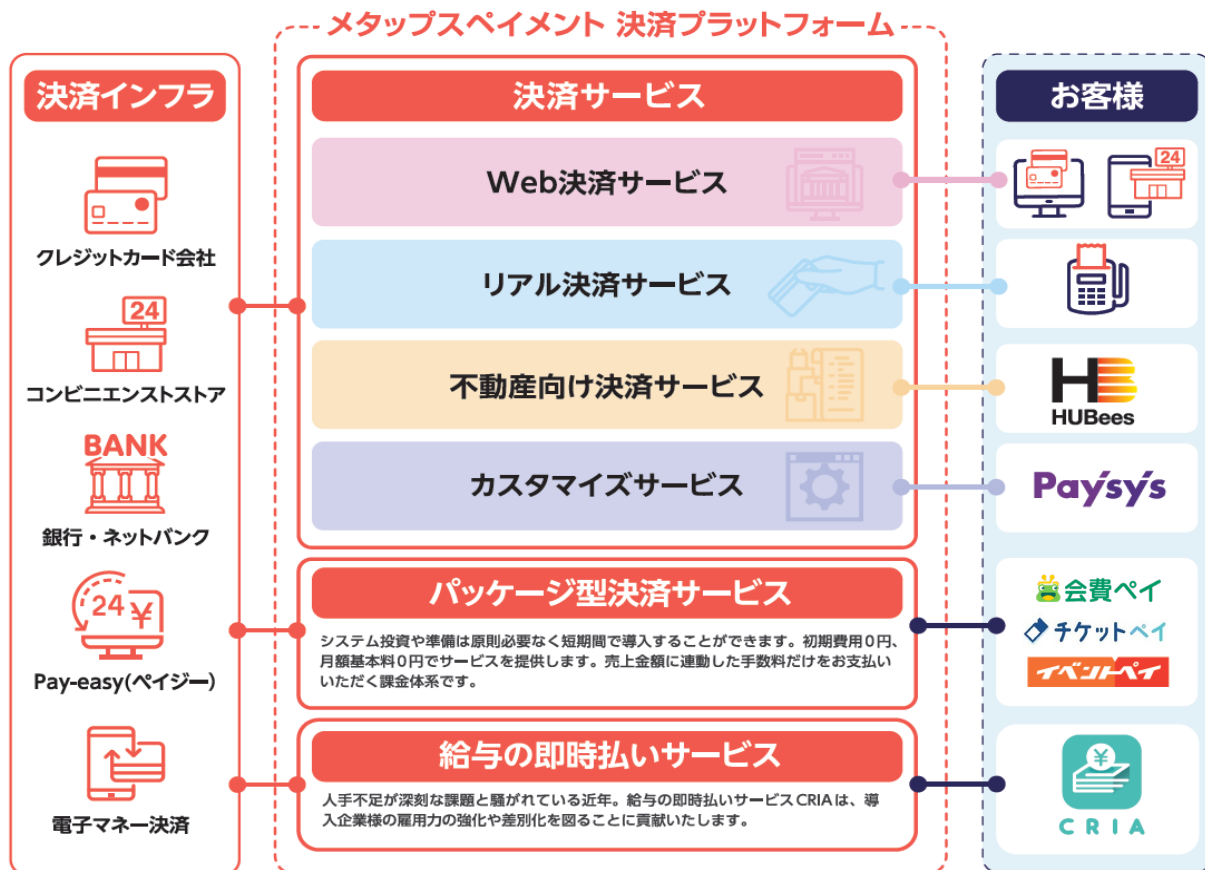 メタップスペイメント 決済プラットフォーム
決済インフラ
クレジットカード会社
24
コンビニエンストストア
BANK
銀行・ネットバンク
24 ¥
Pay-easy(ペイジー)
電子マネー決済
決済サービス
Web決済サービス
リアル決済サービス
不動産向け決済サービス
カスタマイズサービス
パッケージ型決済サービス
システム投資や準備は原則必要なく短期間で導入することができます。初期費用0円、
月額基本料0円でサービスを提供します。売上金額に連動した手数料だけをお支払い
いただく課金体系です。
給与の即時払いサービス
人手不足が深刻な課題と騒がれている近年。給与の即時払いサービスCRIAは、導
入企業様の雇用力の強化や差別化を図ることに貢献いたします。
お客様
24
HB
HUBees
Pay'sy's
会費ペイ
チケットペイ
イベントペイ
¥
CRIA